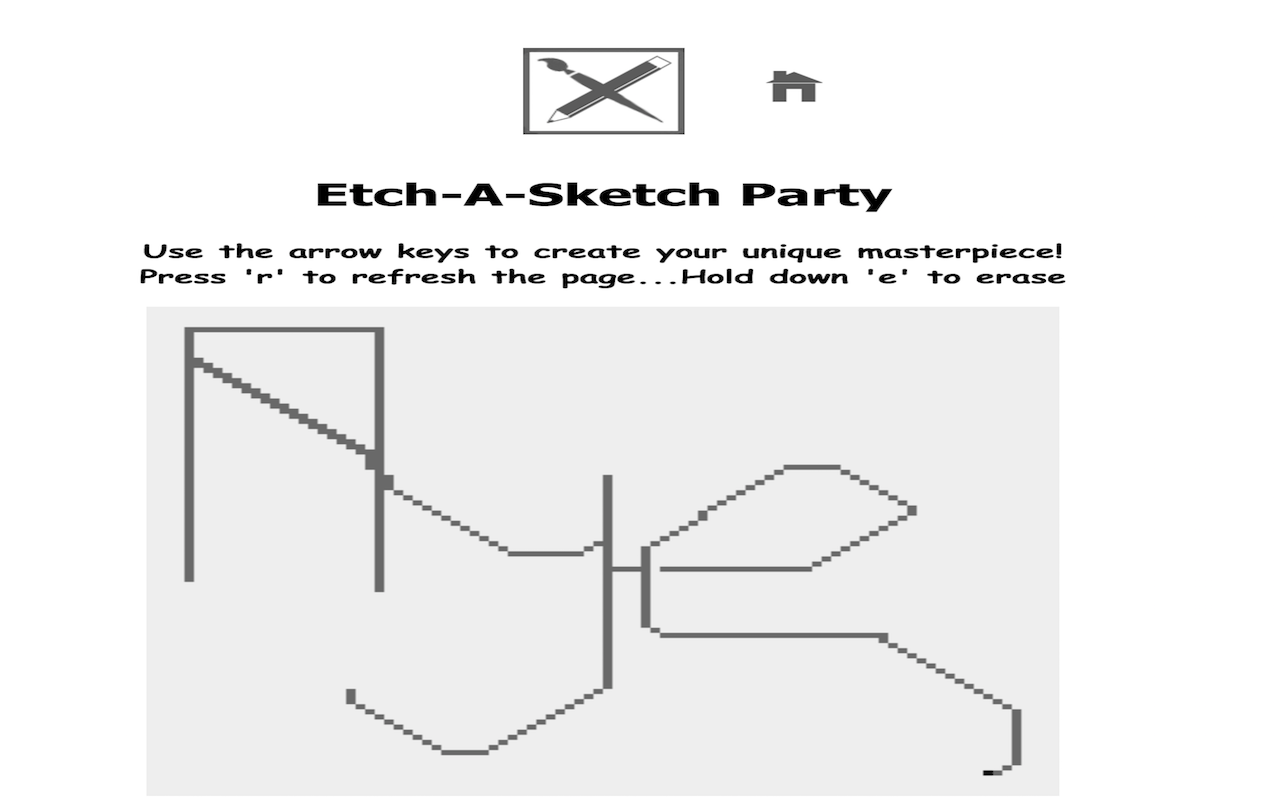 Etch-A-Sketch Party
Use the arrow keys to create your unique masterpiece!
Press 'r' to refresh the page...Hold down 'e' to erase